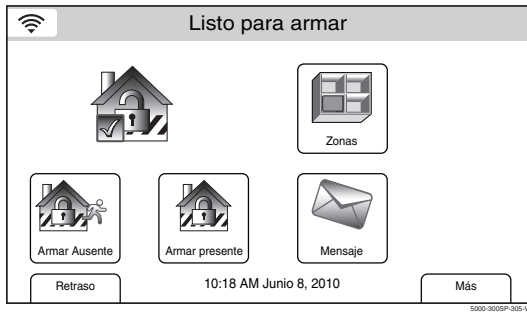 Listo para armar
Zonas
Armar Ausente
Armar presente
Mensaje
Retraso
10:18 AM Junio 8, 2010
Más
5000-300SP-305-V